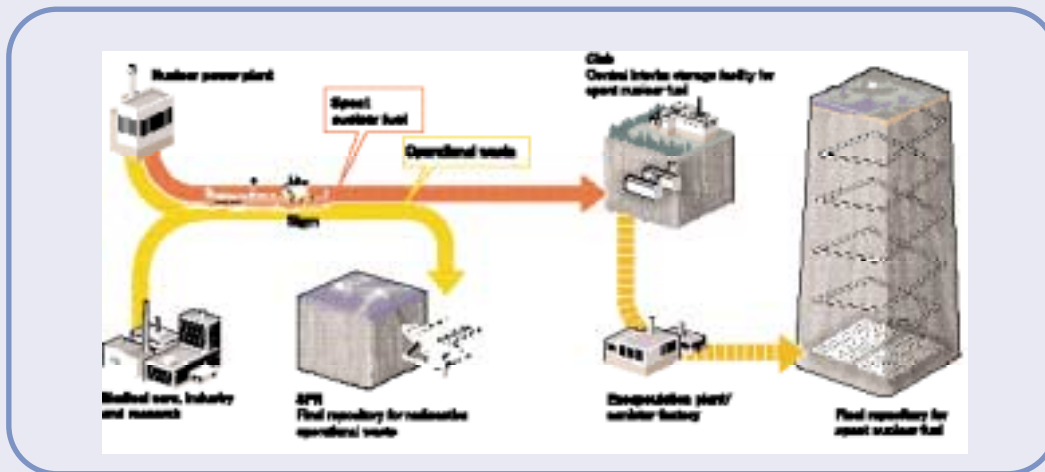 Nuclear power plant
Spent
nuclear fuel
Operational waste
Clab
Central interim storage facility for
spent nuclear fuel
Medical care, industry
and research
SFR
Final repository for radioactive
operational waste
Encapsulation plant/
canister factory
Final repository for
spent nuclear fuel